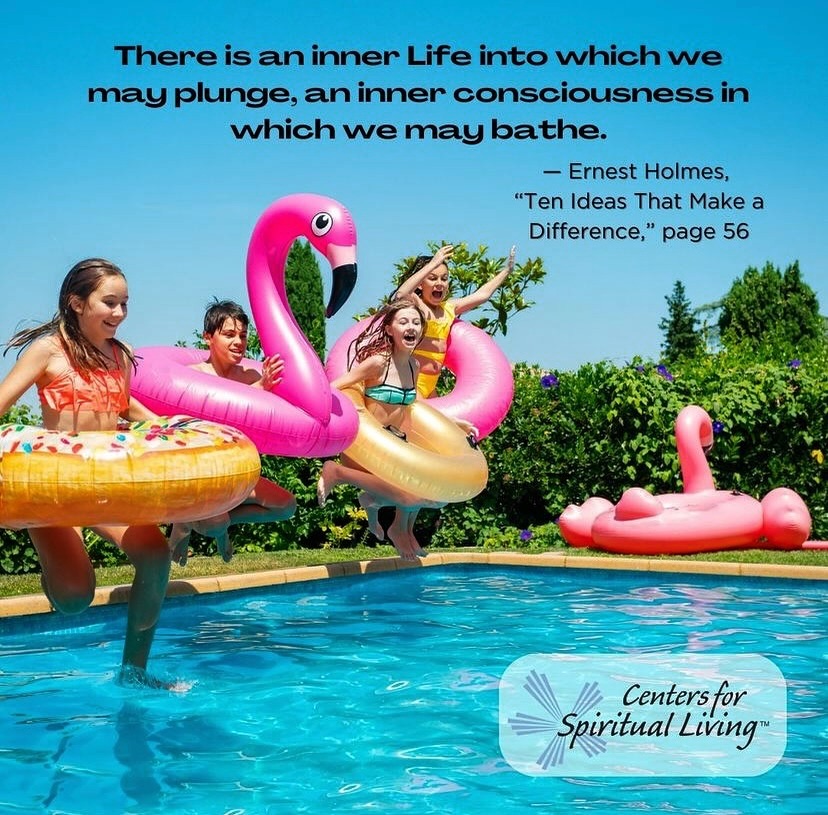 There is an inner Life into which we
may plunge, an inner consciousness in
which we may bathe.
— Ernest Holmes,
“Ten Ideas That Make a
Difference,” page 56
Centers for
Spiritual Living™